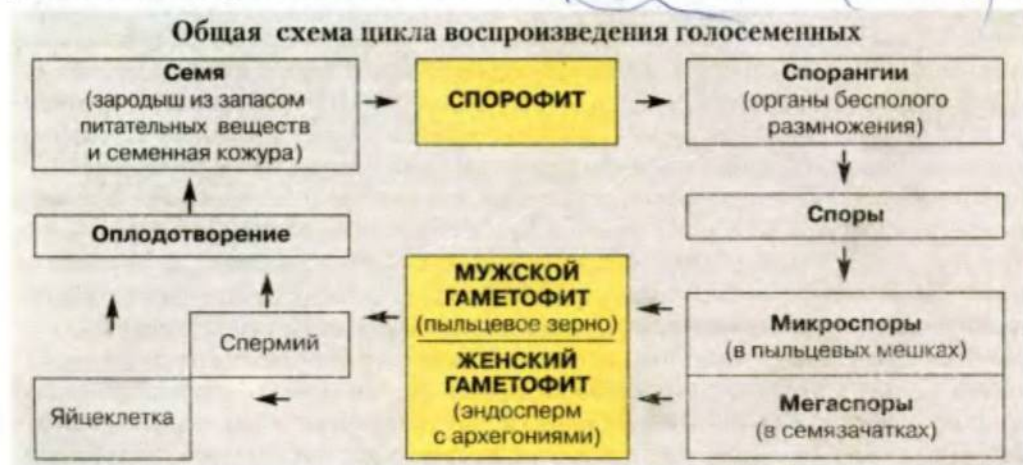 Общая схема цикла воспроизведения голосеменных
Семя
(зародыш из запасом
питательных веществ
и семенная кожура)
СПОРОФИТ
Спорангии
(органы бесполого
размножения)
Споры
Оплодотворение
МУЖСКОЙ
ГАМЕТОФИТ
(пыльцевое зерно)
ЖЕНСКИЙ
ГАМЕТОФИТ
(эндосперм
с архегониями)
Микроспоры
(в пыльцевых мешках)
Мегаспоры
(в семязачатках)
Спермий
Яйцеклетка